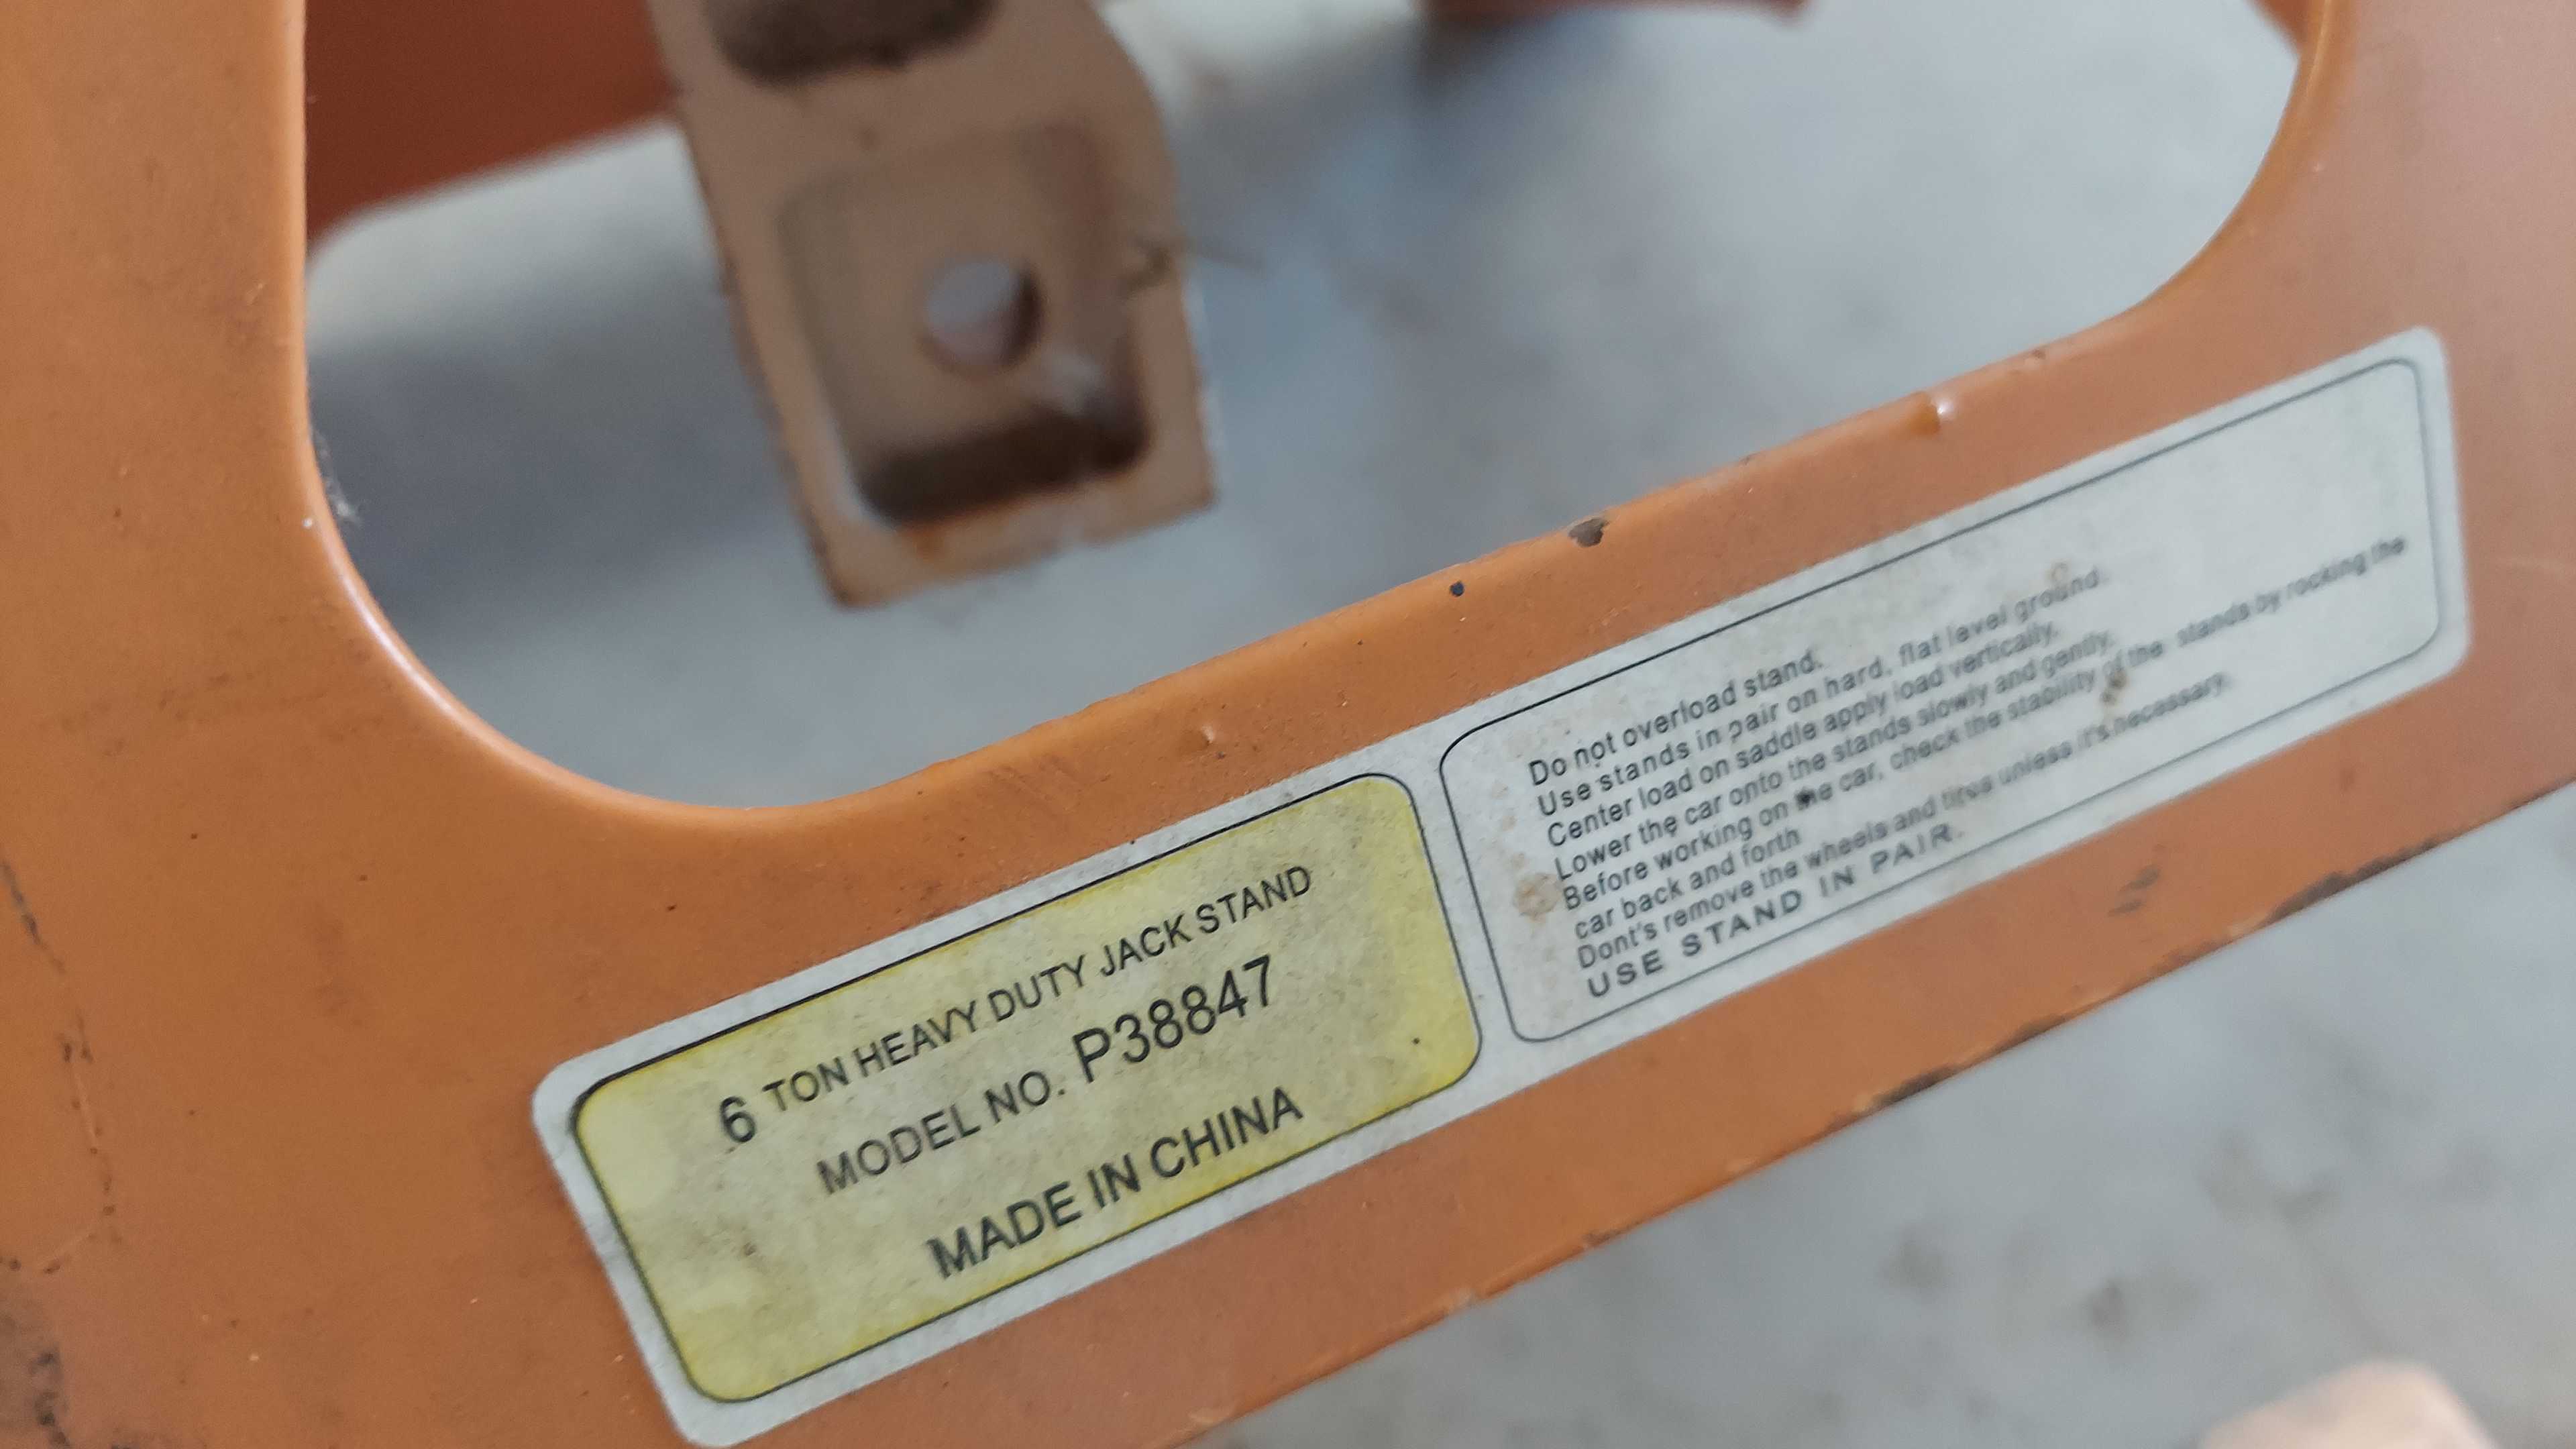 6 TON HEAVY DUTY JACK STAND
MODEL NO. P38847
MADE IN CHINA
Do not overload stand.
Use stands in pair on hard, flat level ground.
Center load on saddle apply load vertically.
Lower the car onto the stands slowly and gently.
Before working on the car, check the stability of the stands by rocking the
car back and forth
Dont's remove the wheels and tires unless it's necessary.
USE STAND IN PAIR.